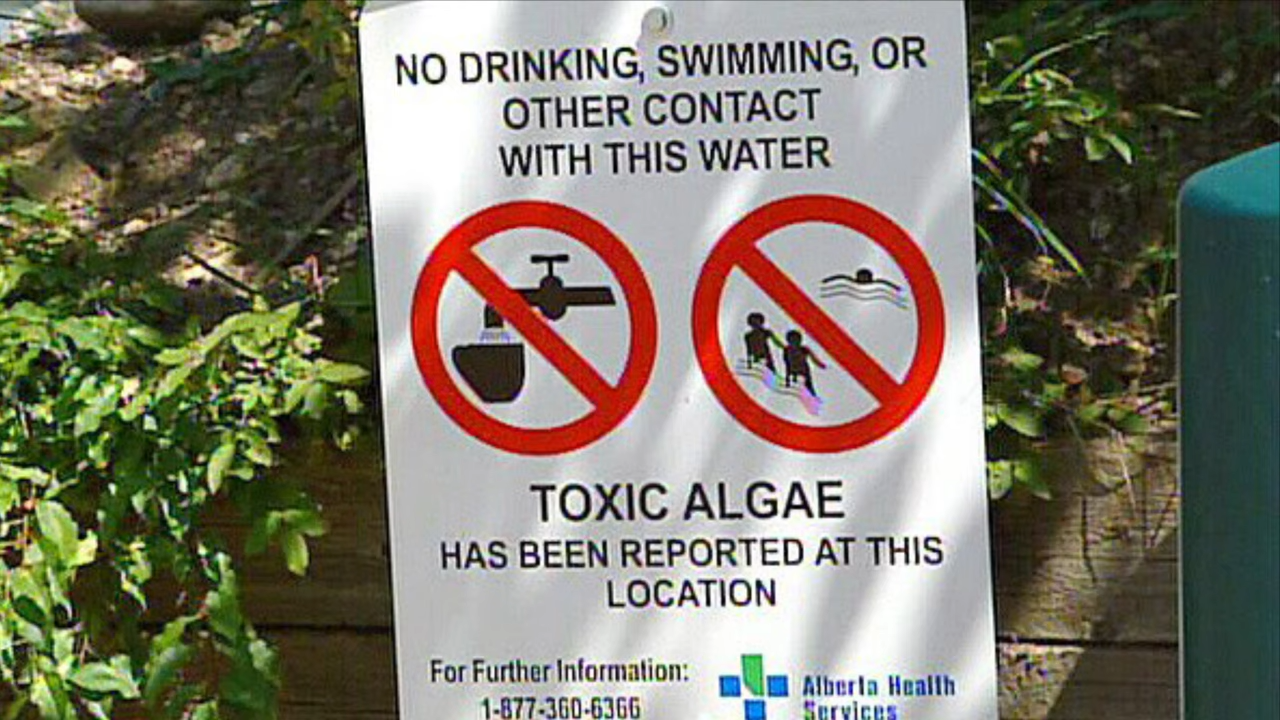 NO DRINKING, SWIMMING, OR
OTHER CONTACT
WITH THIS WATER
TOXIC ALGAE
HAS BEEN REPORTED AT THIS
LOCATION
For Further Information:
1-877-360-6366
Alberta Health
Services